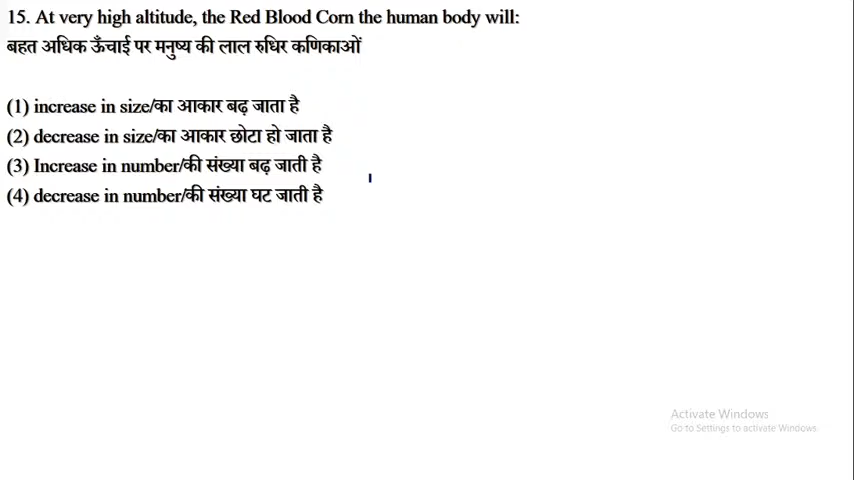 15. At very high altitude, the Red Blood Corn the human body will:
बहत अधिक ऊँचाई पर मनुष्य की लाल रुधिर कणिकाओं
(1) increase in size/का आकार बढ़ जाता है
(2) decrease in size/का आकार छोटा हो जाता है
(3) Increase in number/की संख्या बढ़ जाती है
(4) decrease in number/की संख्या घट जाती है
Activate Windows
Go to Settings to activate Windows.